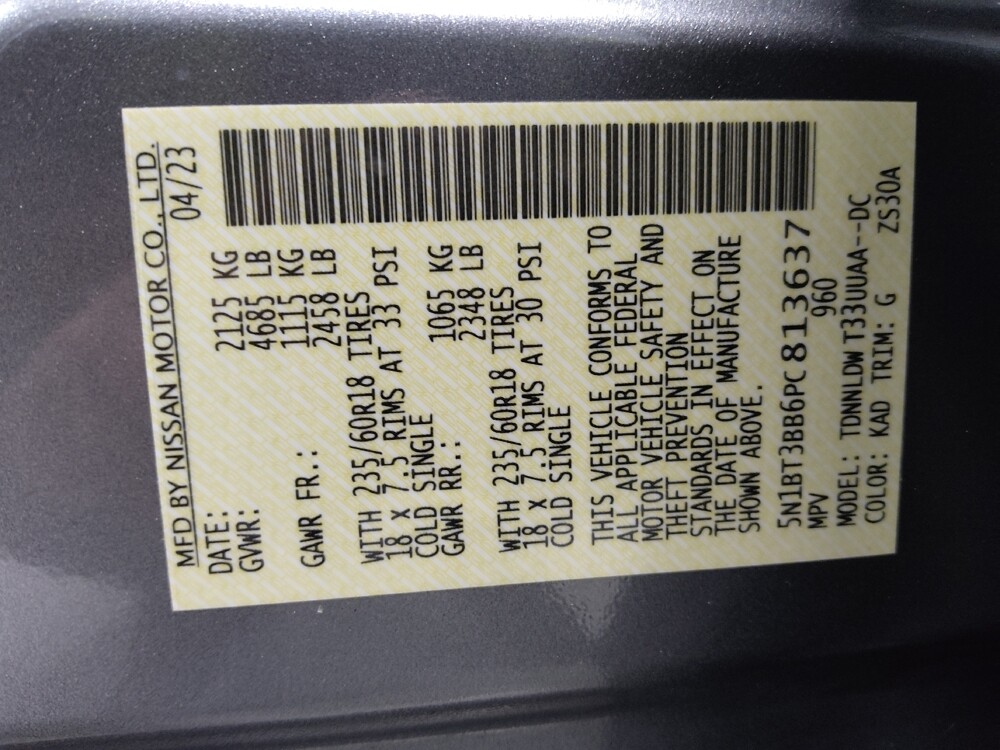 MFD BY NISSAN MOTOR CO., LTD.
DATE: 04/23
GVWR: 2125 KG
4685 LB
GAWR FR.: 1115 KG
2458 LB
WITH 235/60R18 TIRES
18 x 7.5 RIMS AT 33 PSI
COLD SINGLE
GAWR RR.: 1065 KG
2348 LB
WITH 235/60R18 TIRES
18 x 7.5 RIMS AT 30 PSI
COLD SINGLE
THIS VEHICLE CONFORMS TO
ALL APPLICABLE FEDERAL
MOTOR VEHICLE SAFETY AND
THEFT PREVENTION
STANDARDS IN EFFECT ON
THE DATE OF MANUFACTURE
SHOWN ABOVE.
5N1BT3BB6PC813637
MPV 960
MODEL: TDNNLDW T33UUAA--DC
COLOR: KAD TRIM: G ZS30A